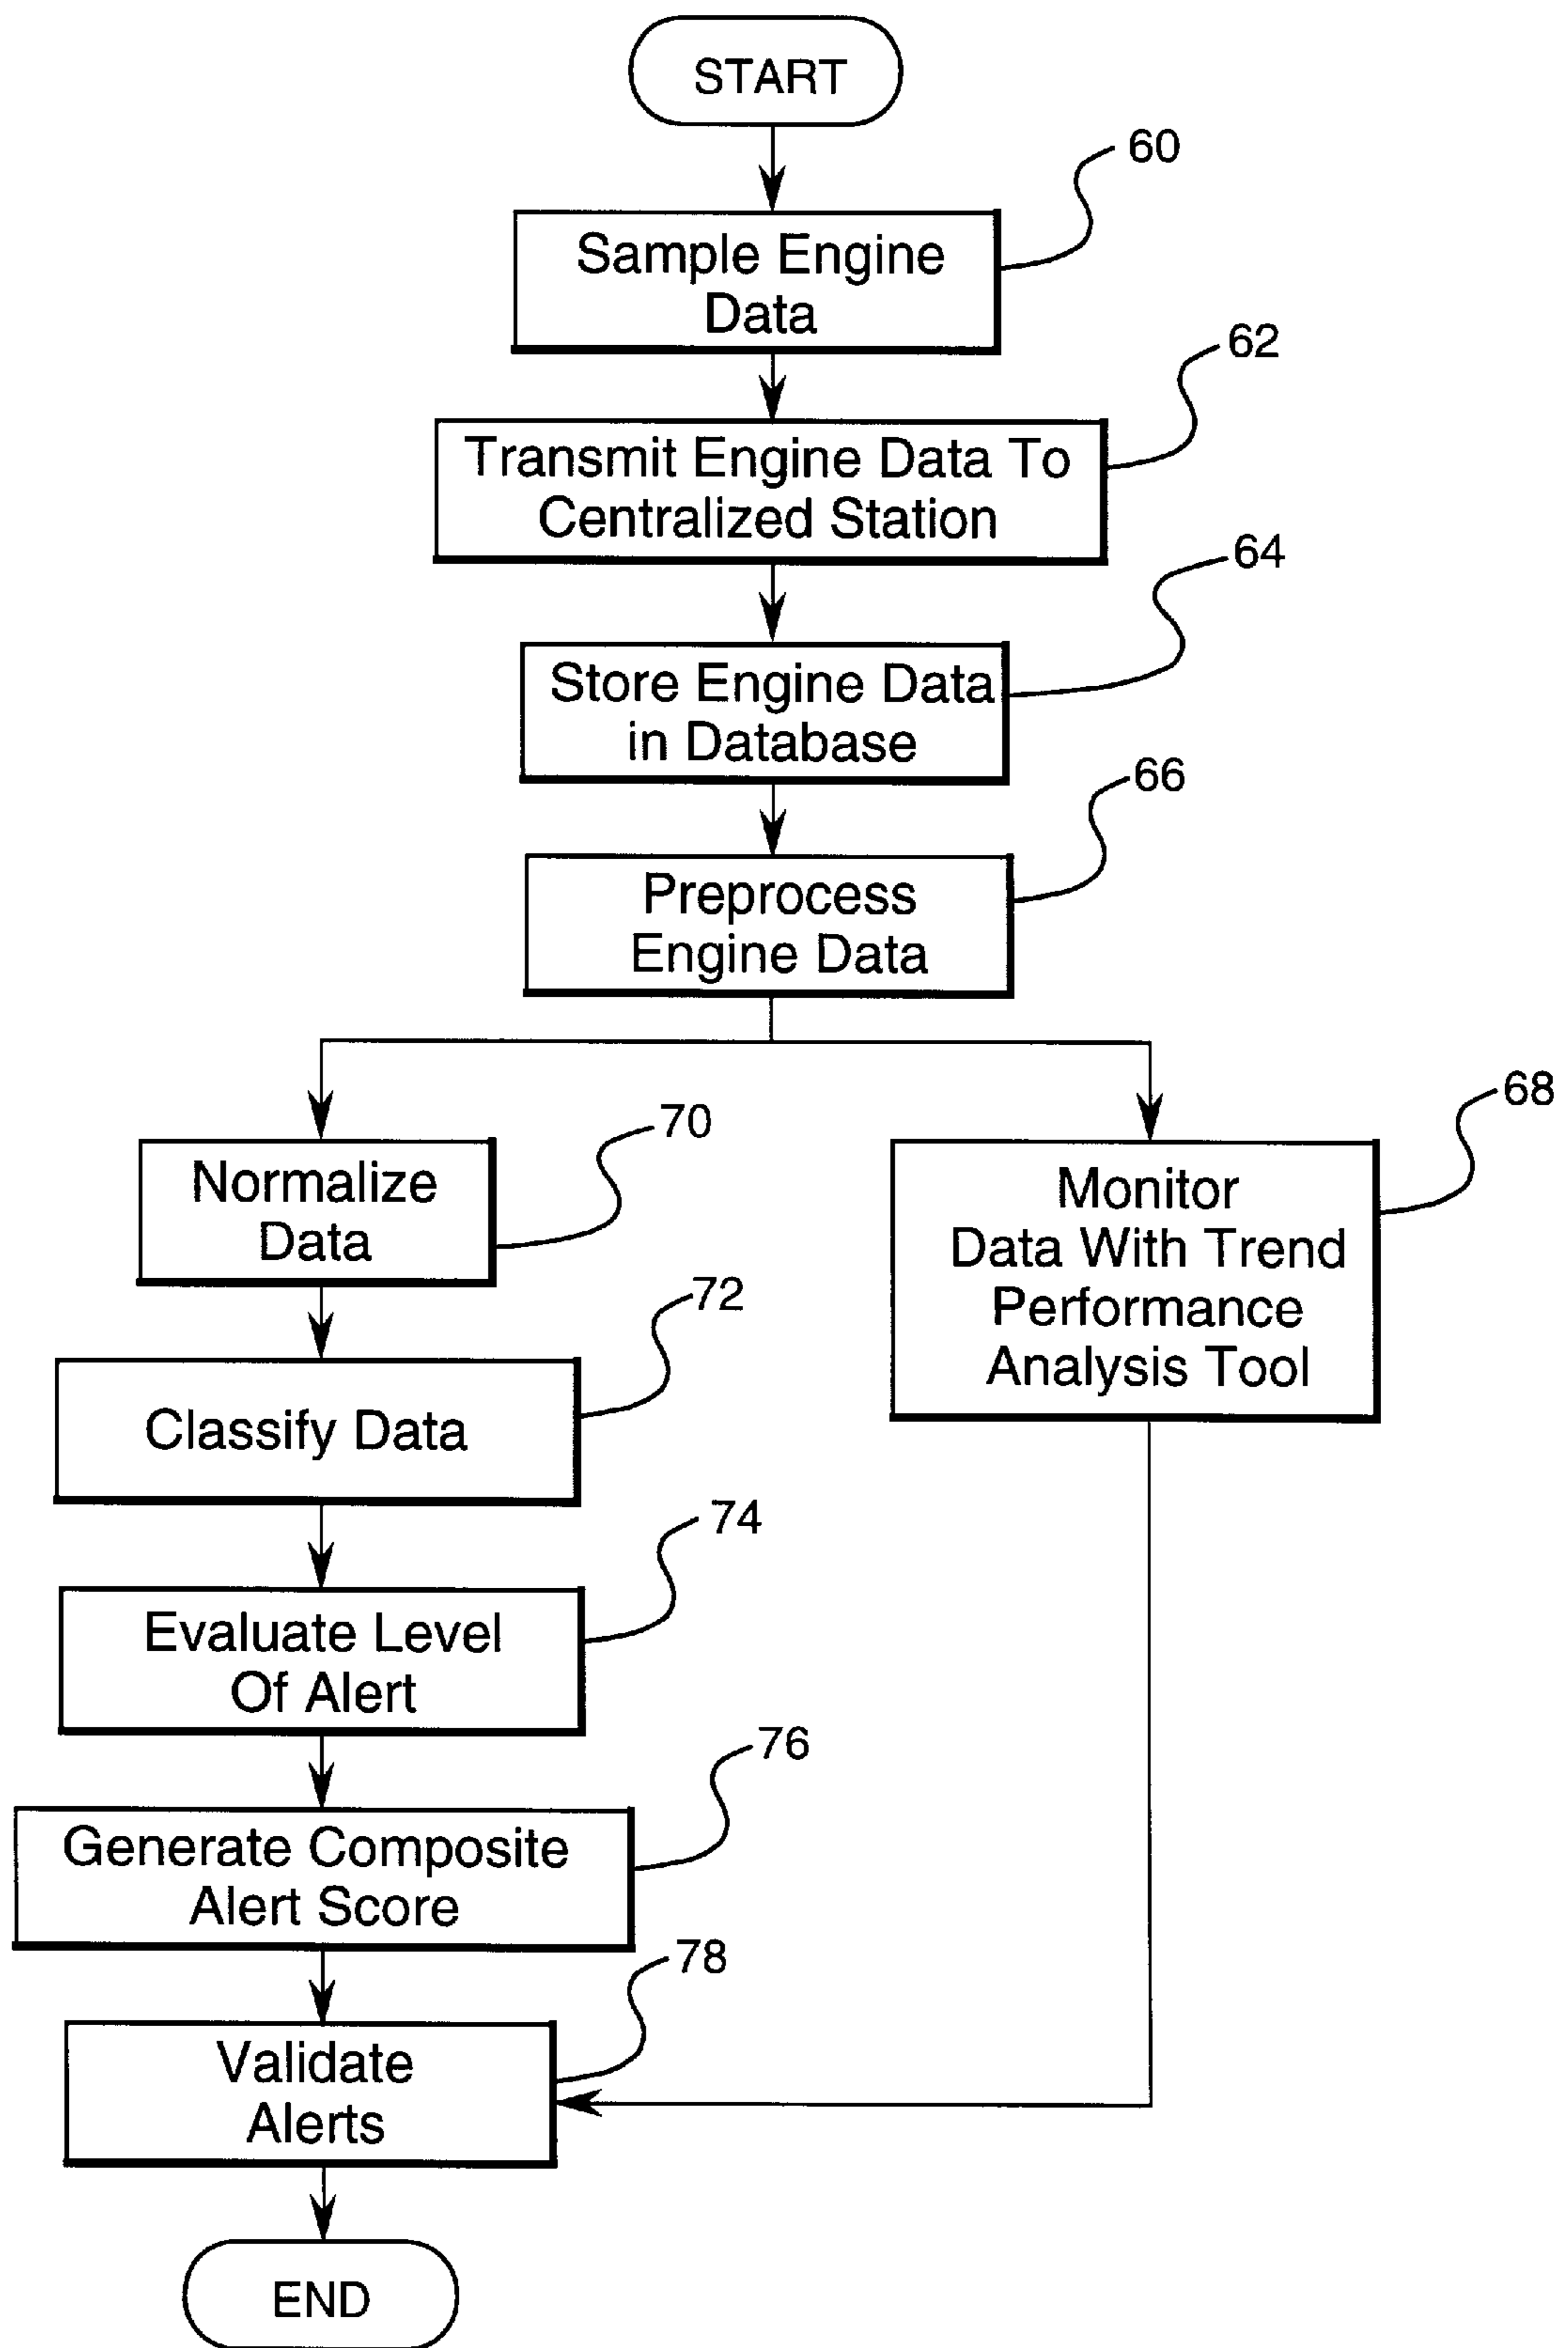 START
60
Sample Engine
Data
62
Transmit Engine Data To
Centralized Station
64
Store Engine Data
in Database
66
Preprocess
Engine Data
70
Normalize
Data
68
Monitor
Data With Trend
Performance
Analysis Tool
72
Classify Data
74
Evaluate Level
Of Alert
76
Generate Composite
Alert Score
78
Validate
Alerts
END